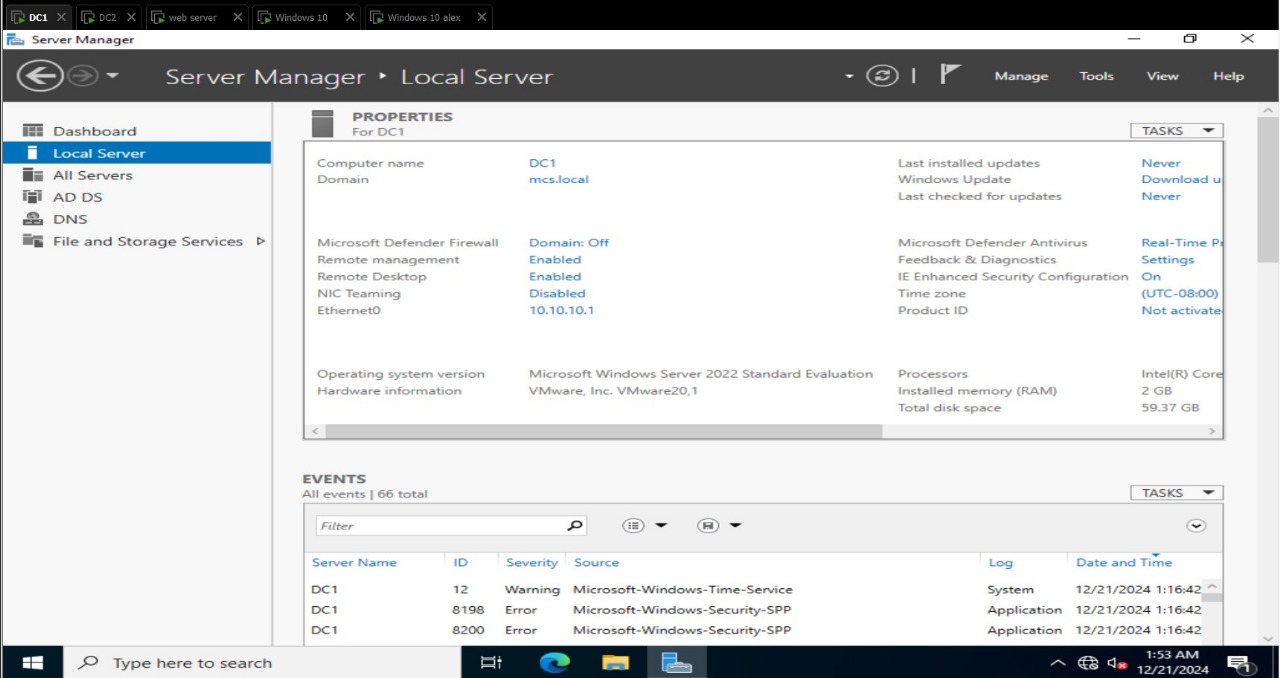 DC1 DC2 web server Windows 10 Windows 10 alex
Server Manager
Server Manager Local Server Manage Tools View Help
Dashboard
Local Server
All Servers
AD DS
DNS
File and Storage Services
PROPERTIES
For DC1
TASKS
Computer name DC1 Last installed updates Never
Domain mcs.local Windows Update Download u
Last checked for updates Never
Microsoft Defender Firewall Domain: Off Microsoft Defender Antivirus Real-Time Pr
Remote management Enabled Feedback & Diagnostics Settings
Remote Desktop Enabled IE Enhanced Security Configuration On
NIC Teaming Disabled Time zone (UTC-08:00)
Ethernet0 10.10.10.1 Product ID Not activate
Operating system version Microsoft Windows Server 2022 Standard Evaluation Processors Intel(R) Core
Hardware information VMware, Inc. VMware20,1 Installed memory (RAM) 2 GB
Total disk space 59.37 GB
EVENTS
All events | 66 total
TASKS
Filter
Server Name ID Severity Source Log Date and Time
DC1 12 Warning Microsoft-Windows-Time-Service System 12/21/2024 1:16:42
DC1 8198 Error Microsoft-Windows-Security-SPP Application 12/21/2024 1:16:42
DC1 8200 Error Microsoft-Windows-Security-SPP Application 12/21/2024 1:16:42
Type here to search
1:53 AM
12/21/2024
1